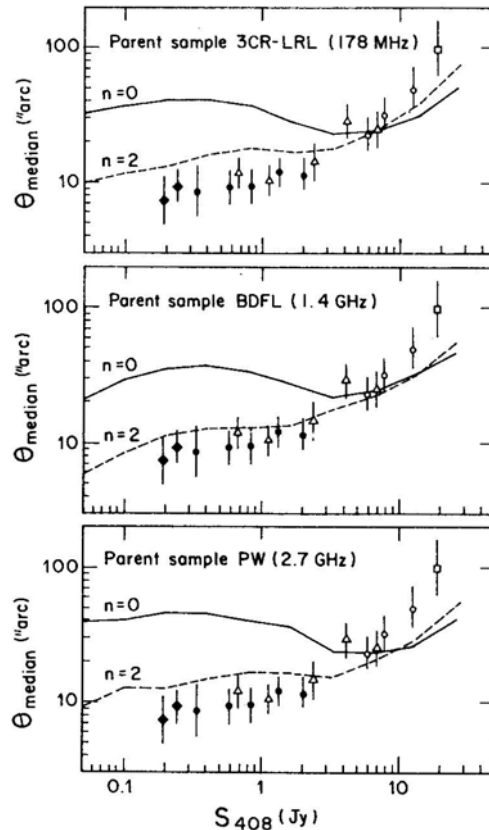 Parent sample 3CR-LRL (178 MHz)
100
n=0
n=2
10
θmedian ("arc)
Parent sample BDFL (1.4 GHz)
100
n=0
n=2
10
θmedian ("arc)
Parent sample PW (2.7 GHz)
100
n=0
n=2
10
θmedian ("arc)
0.1
1
10
S408 (Jy)